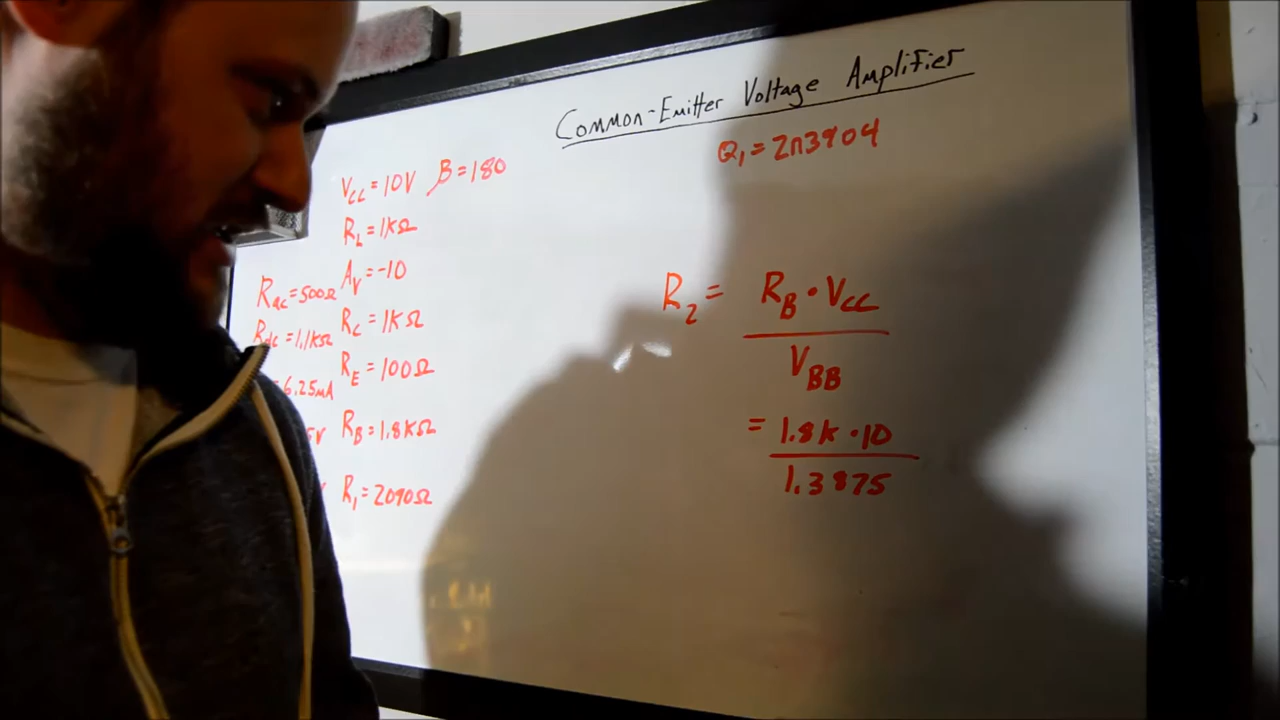 Common-Emitter Voltage Amplifier
Q1 = 2n3904
VCC = 10V β = 180
RL = 1kΩ
AV = -10
Rac = 500Ω
RC = 1kΩ
Rdc = 1.1kΩ
RE = 100Ω
= 6.25mA
RB = 1.8kΩ
R1 = 2090Ω
R2 = RB · VCC
VBB
= 1.8k · 10
1.3875